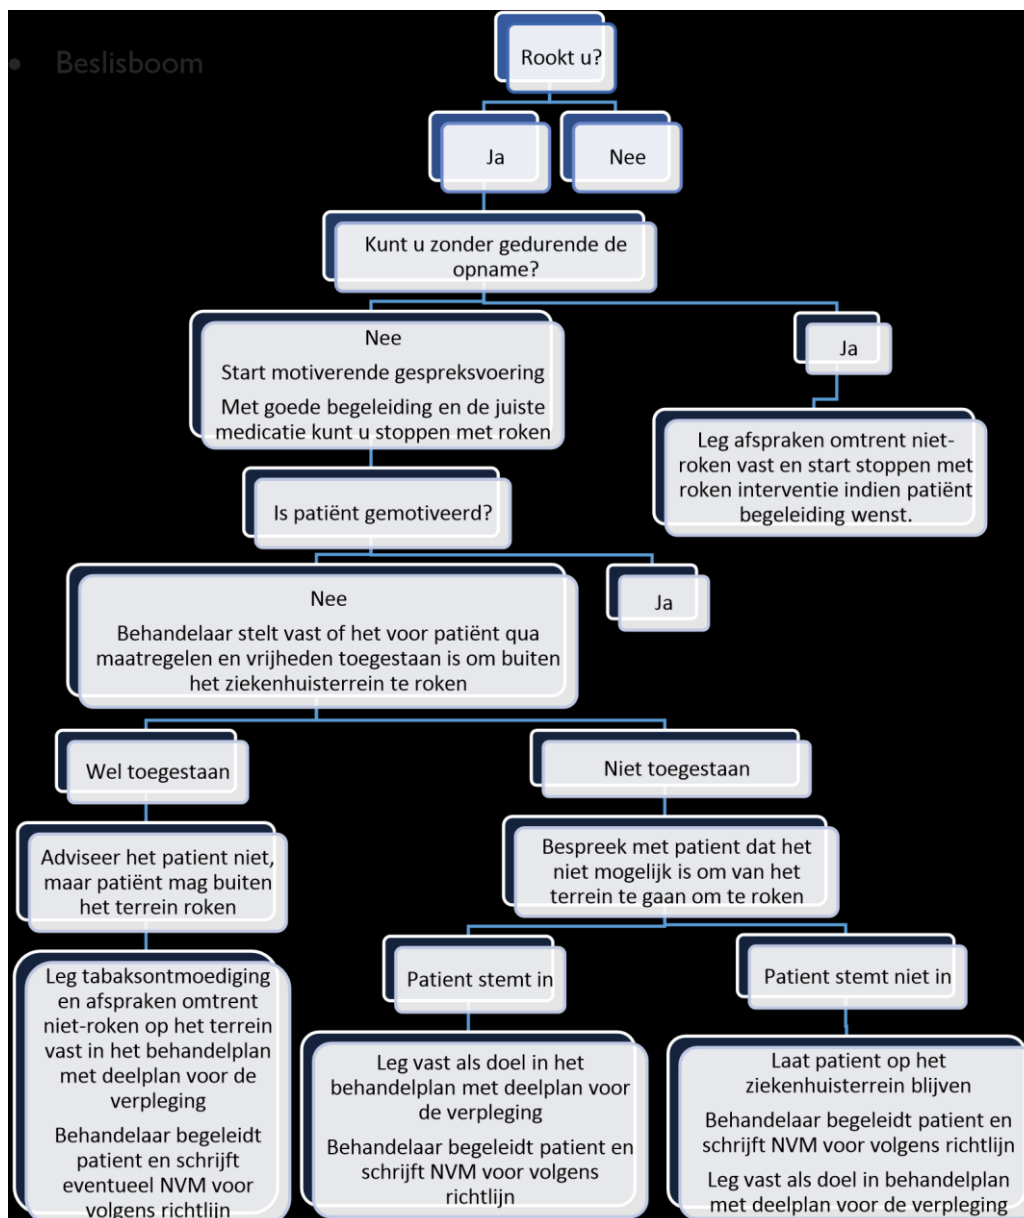 • Beslisboom
Rookt u?
Ja
Nee
Kunt u zonder gedurende de
opname?
Nee
Start motiverende gespreksvoering
Met goede begeleiding en de juiste
medicatie kunt u stoppen met roken
Ja
Leg afspraken omtrent niet-
roken vast en start stoppen met
roken interventie indien patiënt
begeleiding wenst.
Is patiënt gemotiveerd?
Nee
Behandelaar stelt vast of het voor patiënt qua
maatregelen en vrijheden toegestaan is om buiten
het ziekenhuisterrein te roken
Ja
Wel toegestaan
Niet toegestaan
Adviseer het patient niet,
maar patiënt mag buiten
het terrein roken
Bespreek met patient dat het
niet mogelijk is om van het
terrein te gaan om te roken
Leg tabaksontmoediging
en afspraken omtrent
niet-roken op het terrein
vast in het behandelplan
met deelplan voor de
verpleging
Behandelaar begeleidt
patient en schrijft
eventueel NVM voor
volgens richtlijn
Patient stemt in
Patient stemt niet in
Leg vast als doel in het
behandelplan met deelplan voor
de verpleging
Behandelaar begeleidt patient en
schrijft NVM voor volgens
richtlijn
Laat patient op het
ziekenhuisterrein blijven
Behandelaar begeleidt patient en
schrijft NVM voor volgens richtlijn
Leg vast als doel in behandelplan
met deelplan voor de verpleging